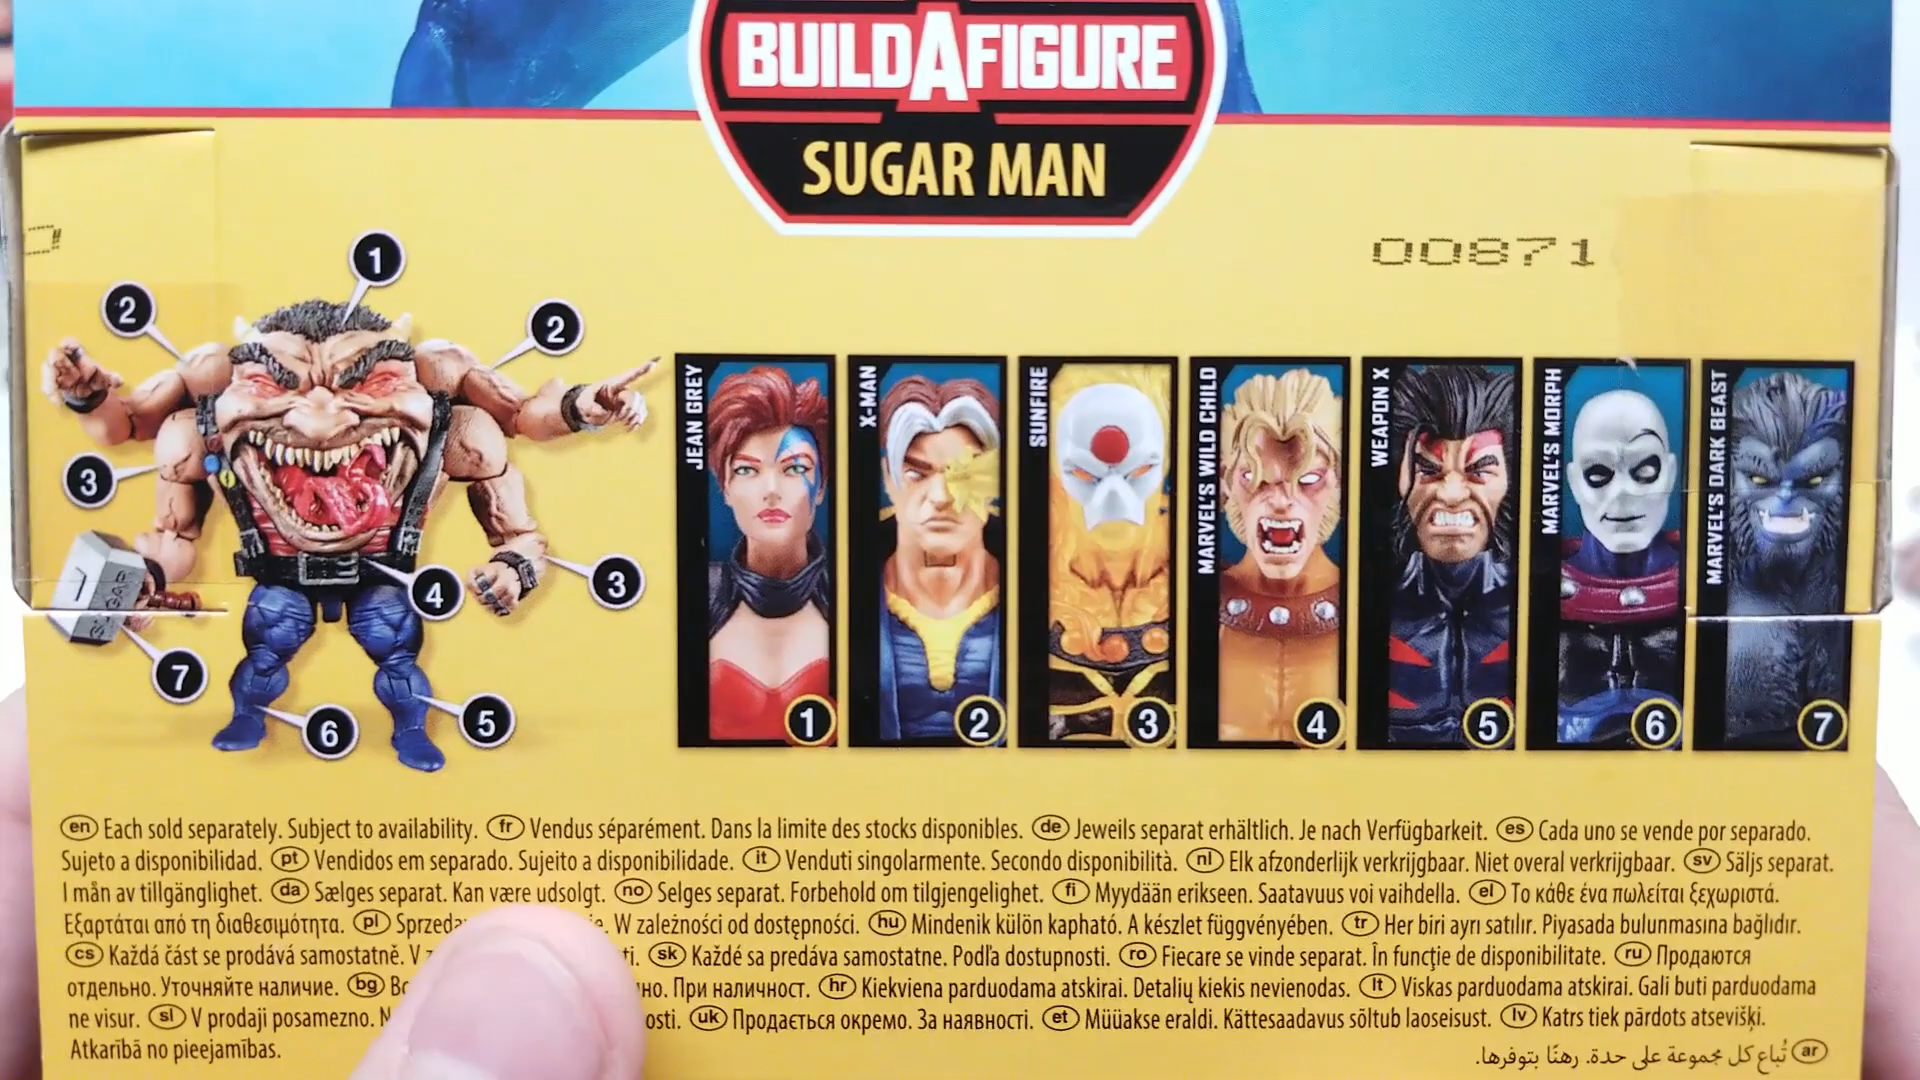 BUILDAFIGURE
SUGAR MAN
00871
1
2
2
3
3
4
7
6
5
JEAN GREY
1
X-MAN
2
SUNFIRE
3
MARVEL'S WILD CHILD
4
WEAPON X
5
MARVEL'S MORPH
6
MARVEL'S DARK BEAST
7
en Each sold separately. Subject to availability. fr Vendus séparément. Dans la limite des stocks disponibles. de Jeweils separat erhältlich. Je nach Verfügbarkeit. es Cada uno se vende por separado.
Sujeto a disponibilidad. pt Vendidos em separado. Sujeito a disponibilidade. it Venduti singolarmente. Secondo disponibilità. nl Elk afzonderlijk verkrijgbaar. Niet overal verkrijgbaar. sv Säljs separat.
I mån av tillgänglighet. da Sælges separat. Kan være udsolgt. no Selges separat. Forbehold om tilgjengelighet. fi Myydään erikseen. Saatavuus voi vaihdella. el Το κάθε ένα πωλείται ξεχωριστά.
Εξαρτάται από τη διαθεσιμότητα. pl W zależności od dostępności. hu Mindenik külön kapható. A készlet függvényében. tr Her biri ayrı satılır. Piyasada bulunmasına bağlıdır.
cs Každá část se prodává samostatně. V sk Každé sa predáva samostatne. Podľa dostupnosti. ro Fiecare se vinde separat. În funcție de disponibilitate. ru Продаются
отдельно. Уточняйте наличие. bg При наличност. hr Kiekviena parduodama atskirai. Detalių kiekis nevienodas. lt Viskas parduodama atskirai. Gali buti parduodama
ne visur. sl V prodaji posamezno. uk Продається окремо. За наявності. et Müüakse eraldi. Kättesaadavus sõltub laoseisust. lv Katrs tiek pārdots atsevišķi.
Atkarībā no pieejamības.
ar تُباع كل مجموعة على حدة. رهنًا بتوفرها.